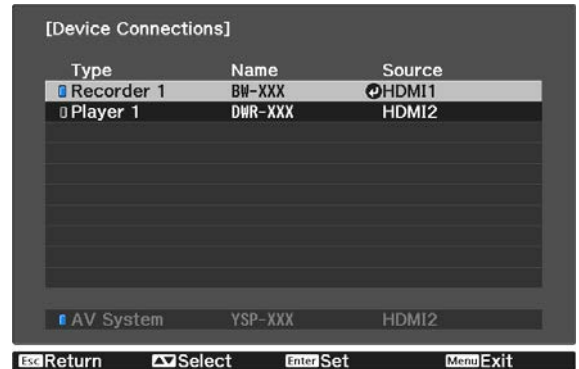 [Device Connections]
Type Name Source
Recorder 1 BW-XXX HDMI1
Player 1 DWR-XXX HDMI2
AV System YSP-XXX HDMI2
Esc Return Select Enter Set Menu Exit